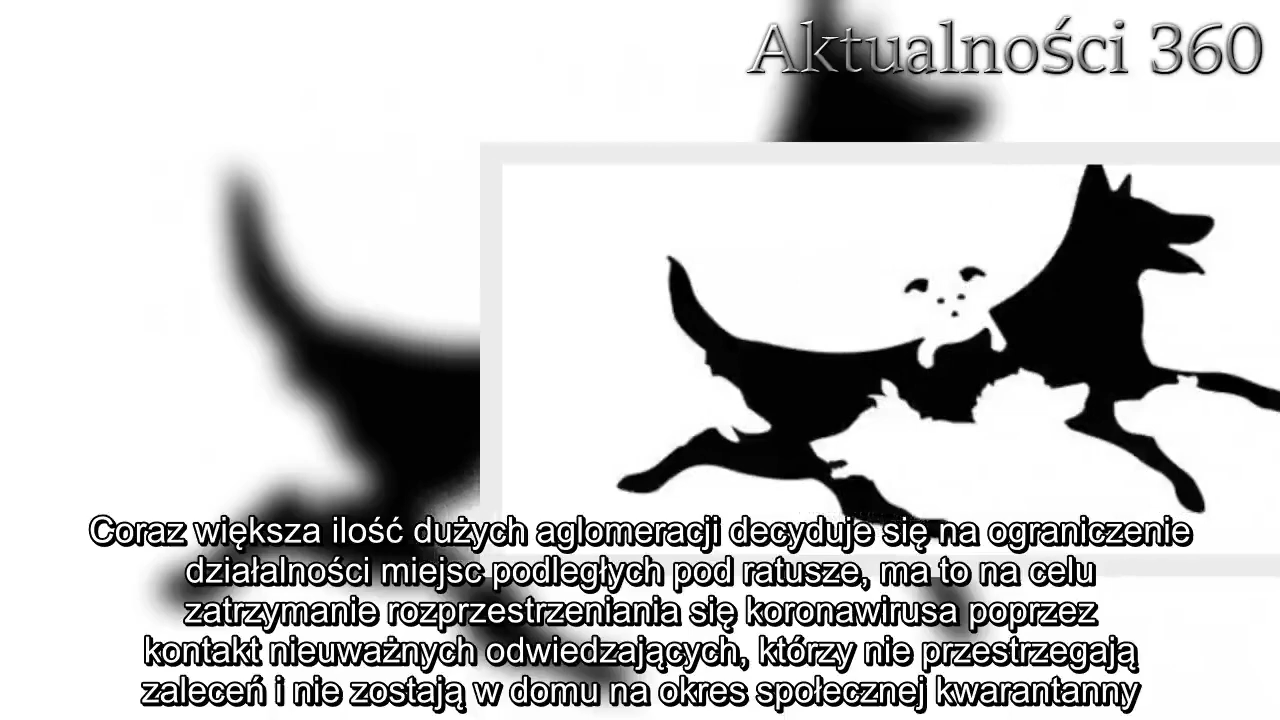 Aktualności 360
Coraz większa ilość dużych aglomeracji decyduje się na ograniczenie
działalności miejsc podległych pod ratusze, ma to na celu
zatrzymanie rozprzestrzeniania się koronawirusa poprzez
kontakt nieuważnych odwiedzających, którzy nie przestrzegają
zaleceń i nie zostają w domu na okres społecznej kwarantanny